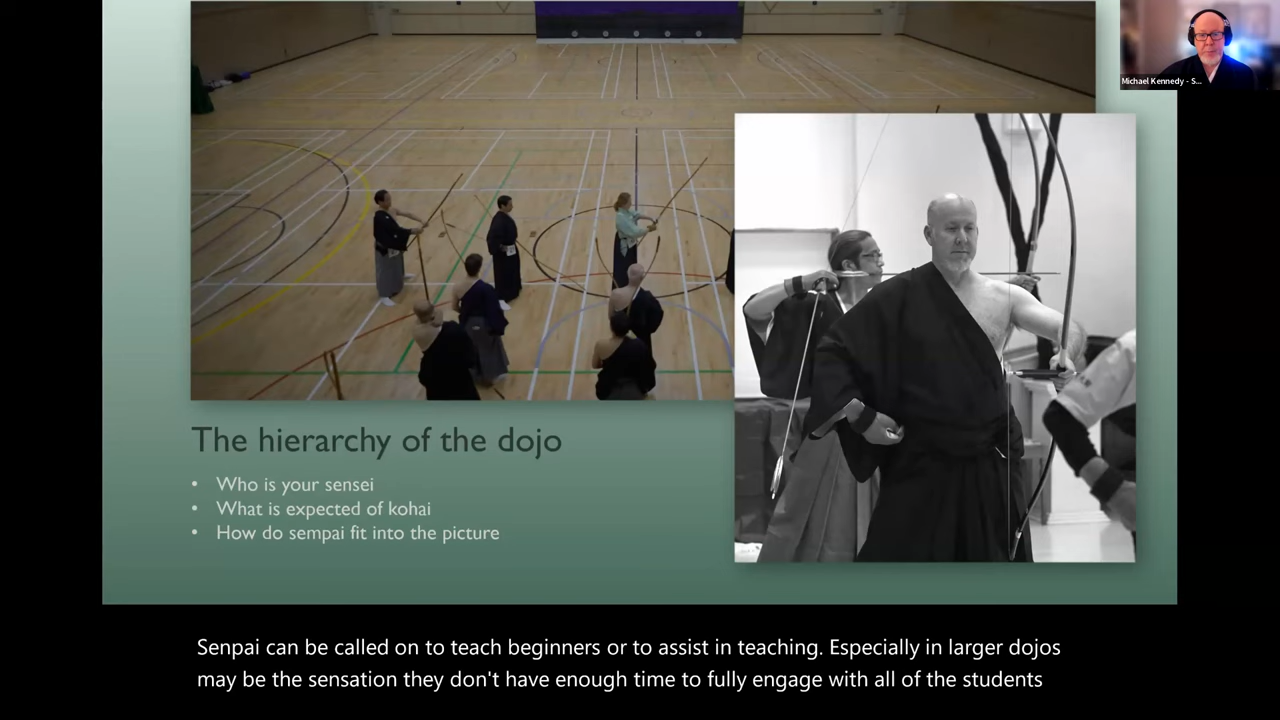 Michael Kennedy - S...
The hierarchy of the dojo
• Who is your sensei
• What is expected of kohai
• How do sempai fit into the picture
Senpai can be called on to teach beginners or to assist in teaching. Especially in larger dojos
may be the sensation they don't have enough time to fully engage with all of the students